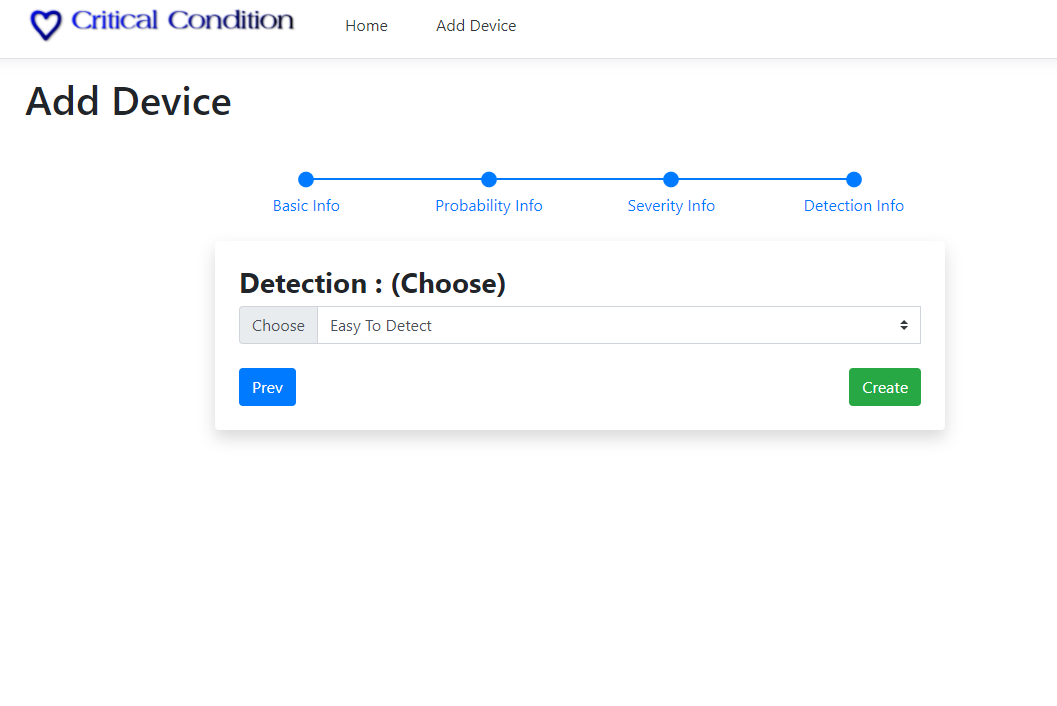 Critical Condition
Home
Add Device
Add Device
Basic Info
Probability Info
Severity Info
Detection Info
Detection : (Choose)
Choose
Easy To Detect
Prev
Create